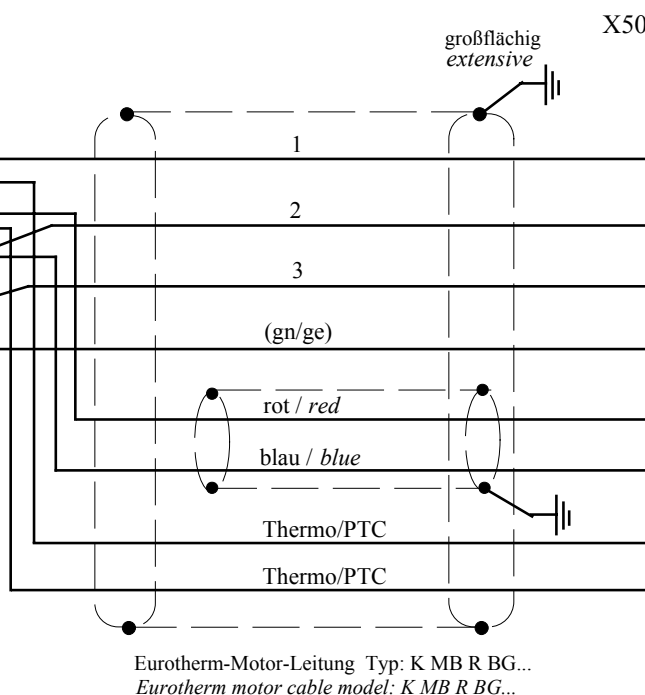 X50
großflächig
extensive
1
2
3
(gn/ge)
rot / red
blau / blue
Thermo/PTC
Thermo/PTC
Eurotherm-Motor-Leitung Typ: K MB R BG...
Eurotherm motor cable model: K MB R BG...